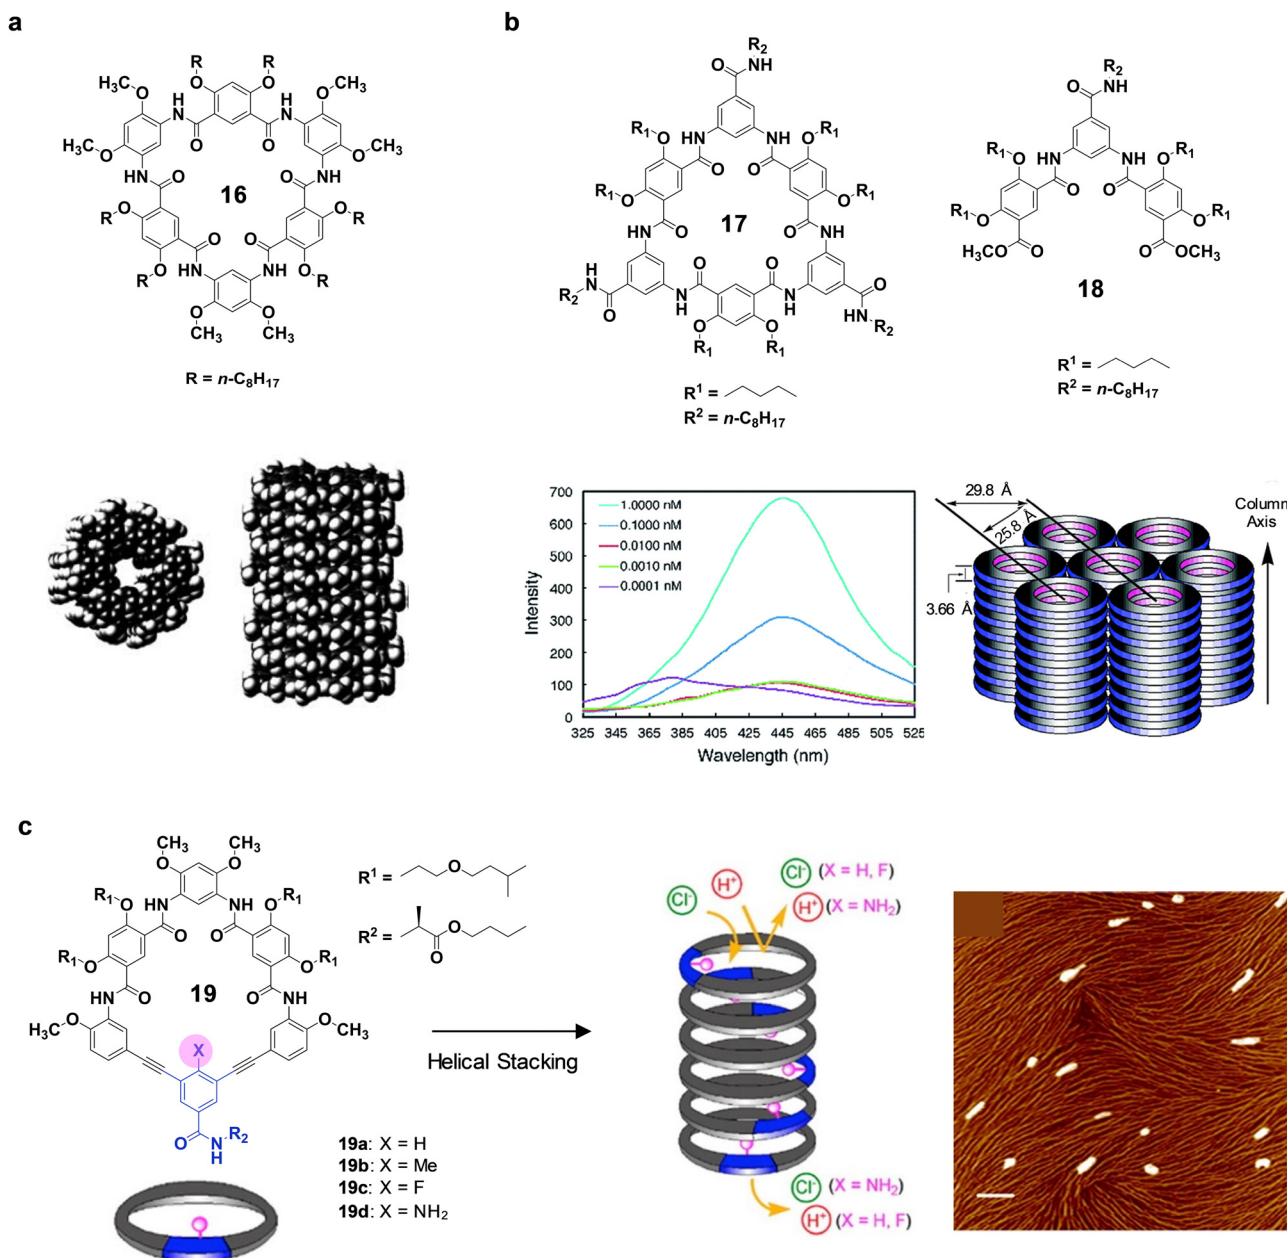 a
R
R
H₃C
O
O
O
O
CH₃
H
N
H
N
O
O
H₃C
O
O
CH₃
HN
O
O
NH
16
R
O
O
R
O
O
R
O
N
H
N
H
O
R
O
O
OCH₃
CH₃
R = n-C₈H₁₇
b
R₂
NH
O
R₁
O
HN
NH
O
R₁
O
O
R₁
O
O
R₁
17
O
O
HN
NH
H
N
R₂
O
O
O
N
H
N
H
O
HN
R₂
O
O
R₁
R₁
R¹ =
R² = n-C₈H₁₇
R₂
NH
O
R₁
O
HN
NH
O
R₁
O
O
R₁
O
O
R₁
CH₃O
O
O
OCH₃
18
R¹ =
R² = n-C₈H₁₇
700
600
500
400
300
200
100
0
Intensity
1.0000 nM
0.1000 nM
0.0100 nM
0.0010 nM
0.0001 nM
325 345 365 385 405 425 445 465 485 505 525
Wavelength (nm)
29.8 Å
25.8 Å
3.66 Å
Column
Axis
c
CH₃
CH₃
O
O
R₁
O
HN
NH
O
R₁
O
O
R₁
O
O
R₁
19
NH
O
O
HN
H₃CO
O
CH₃
X
O
N
H
R₂
R¹ =
O
R² =
O
O
19a: X = H
19b: X = Me
19c: X = F
19d: X = NH₂
Helical Stacking
Cl⁻
H⁺
Cl⁻ (X = H, F)
H⁺ (X = NH₂)
Cl⁻ (X = NH₂)
H⁺ (X = H, F)